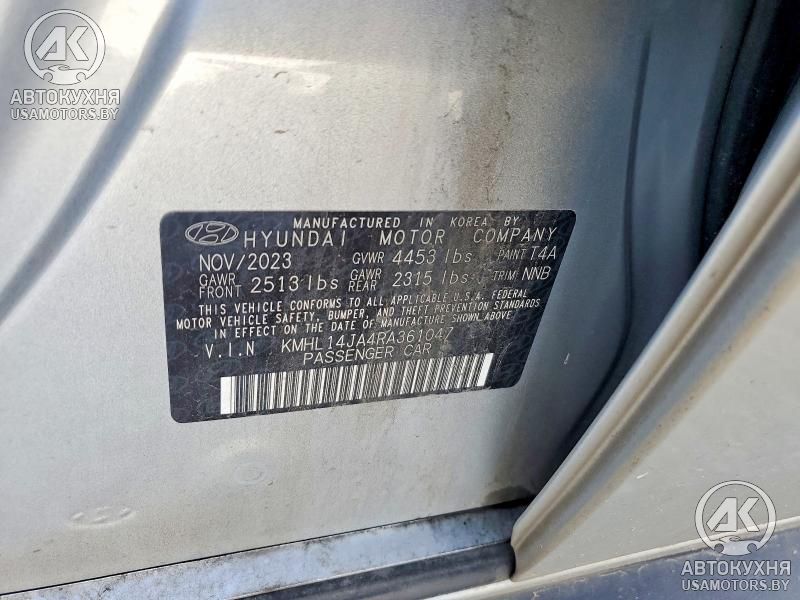 AK
АВТОКУХНЯ
USAMOTORS.BY
MANUFACTURED IN KOREA BY
HYUNDAI MOTOR COMPANY
NOV/2023 GVWR 4453 lbs PAINT T4A
GAWR FRONT 2513 lbs GAWR REAR 2315 lbs TRIM NNB
THIS VEHICLE CONFORMS TO ALL APPLICABLE U.S.A. FEDERAL
MOTOR VEHICLE SAFETY, BUMPER, AND THEFT PREVENTION STANDARDS
IN EFFECT ON THE DATE OF MANUFACTURE SHOWN ABOVE.
V.I.N KMHL14JA4RA361047
PASSENGER CAR
AK
АВТОКУХНЯ
USAMOTORS.BY